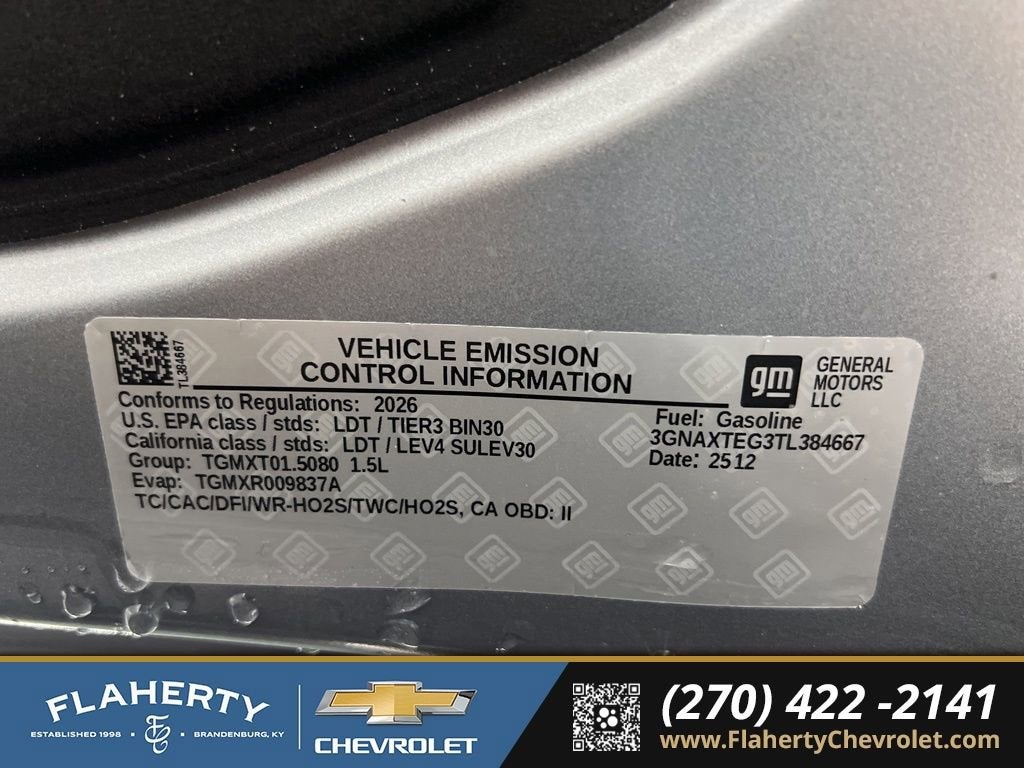 TL384667
VEHICLE EMISSION
CONTROL INFORMATION
gm
GENERAL
MOTORS
LLC
Conforms to Regulations: 2026
U.S. EPA class / stds: LDT / TIER3 BIN30
California class / stds: LDT / LEV4 SULEV30
Group: TGMXT01.5080 1.5L
Evap: TGMXR009837A
TC/CAC/DFI/WR-HO2S/TWC/HO2S, CA OBD: II
Fuel: Gasoline
3GNAXTEG3TL384667
Date: 2512
FLAHERTY
ESTABLISHED 1998 • • BRANDENBURG, KY
CHEVROLET
(270) 422 -2141
www.FlahertyChevrolet.com